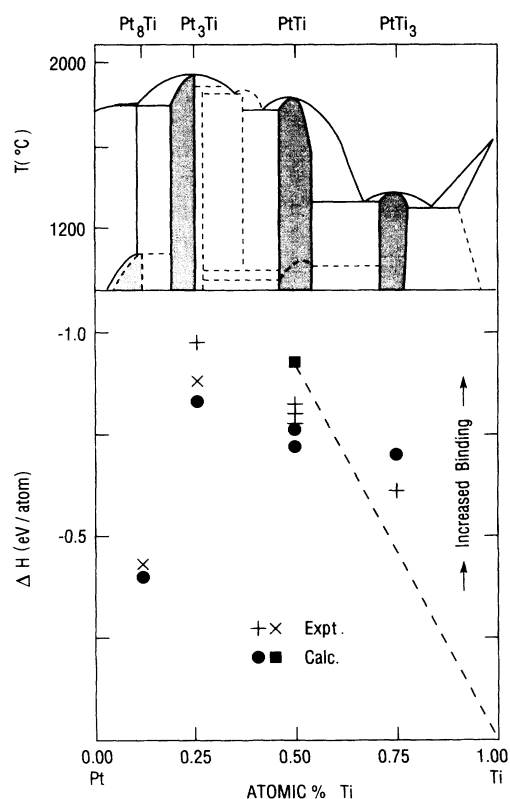 Pt8Ti Pt3Ti PtTi PtTi3
2000
T(°C)
1200
-1.0
ΔH (eV/atom)
-0.5
Increased Binding
+ × Expt.
● ■ Calc.
0.00 0.25 0.50 0.75 1.00
Pt Ti
ATOMIC % Ti